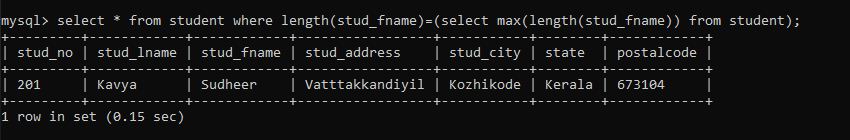 mysql> select * from student where length(stud_fname)=(select max(length(stud_fname)) from student);
+---------+------------+------------+----------------+-----------+--------+------------+
| stud_no | stud_lname | stud_fname | stud_address   | stud_city | state  | postalcode |
+---------+------------+------------+----------------+-----------+--------+------------+
| 201     | Kavya      | Sudheer    | Vatttakkandiyil | Kozhikode | Kerala | 673104     |
+---------+------------+------------+----------------+-----------+--------+------------+
1 row in set (0.15 sec)